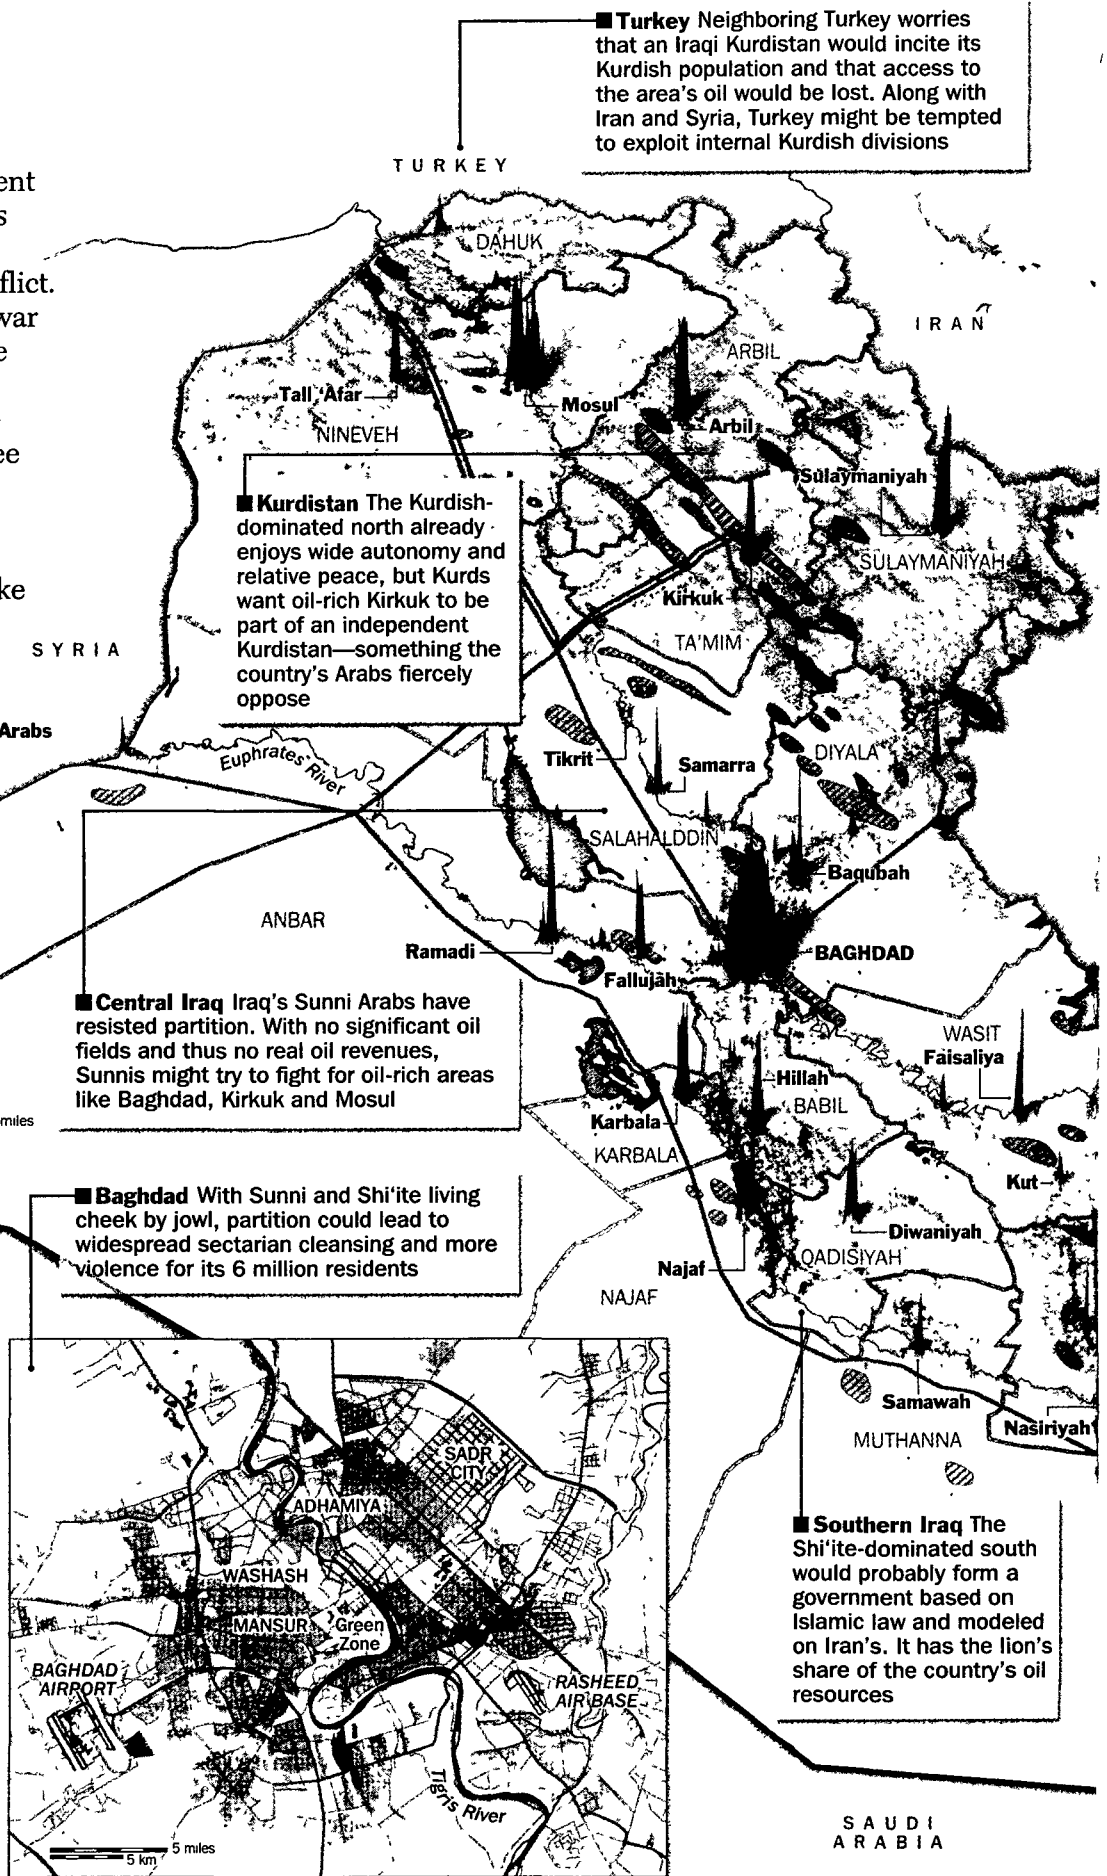 ■ Turkey Neighboring Turkey worries
that an Iraqi Kurdistan would incite its
Kurdish population and that access to
the area's oil would be lost. Along with
Iran and Syria, Turkey might be tempted
to exploit internal Kurdish divisions
TURKEY
ent
s
flict.
war
e
ee
ke
DAHUK
IRAN
ARBIL
Tall 'Afar
Mosul
NINEVEH
Arbil
Sulaymaniyah
■ Kurdistan The Kurdish-
dominated north already
enjoys wide autonomy and
relative peace, but Kurds
want oil-rich Kirkuk to be
part of an independent
Kurdistan—something the
country's Arabs fiercely
oppose
SULAYMANIYAH
Kirkuk
TA'MIM
SYRIA
Arabs
Euphrates River
Tikrit
Samarra
DIYALA
SALAHALDDIN
Baqubah
ANBAR
Ramadi
Fallujah
BAGHDAD
■ Central Iraq Iraq's Sunni Arabs have
resisted partition. With no significant oil
fields and thus no real oil revenues,
Sunnis might try to fight for oil-rich areas
like Baghdad, Kirkuk and Mosul
miles
WASIT
Faisaliya
Hillah
BABIL
Karbala
KARBALA
Kut
■ Baghdad With Sunni and Shi'ite living
cheek by jowl, partition could lead to
widespread sectarian cleansing and more
violence for its 6 million residents
Diwaniyah
QADISIYAH
Najaf
NAJAF
Samawah
Nasiriyah
MUTHANNA
SADR
CITY
ADHAMIYA
WASHASH
MANSUR
Green
Zone
BAGHDAD
AIRPORT
RASHEED
AIR BASE
Tigris River
5 miles
5 km
■ Southern Iraq The
Shi'ite-dominated south
would probably form a
government based on
Islamic law and modeled
on Iran's. It has the lion's
share of the country's oil
resources
SAUDI
ARABIA